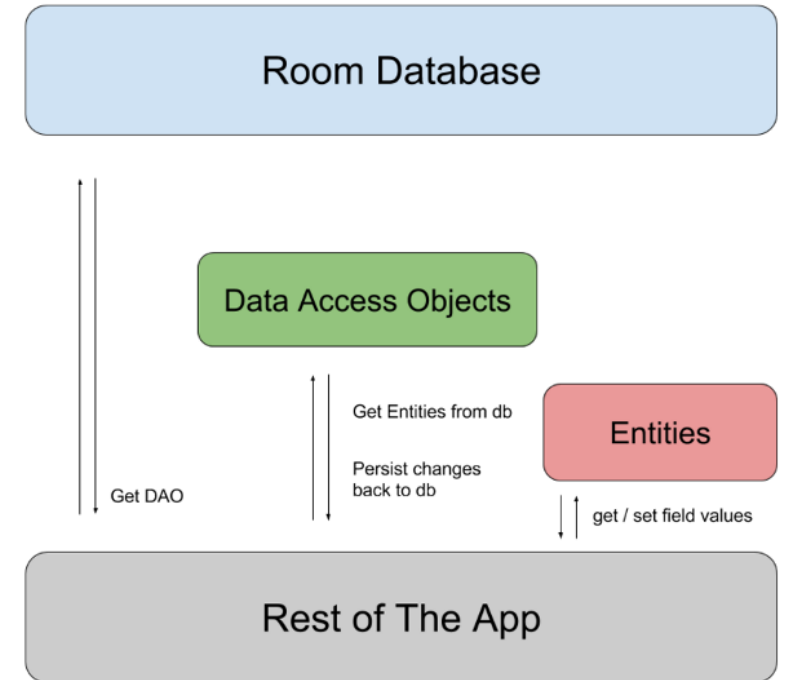 Room Database
Data Access Objects
Get Entities from db
Entities
Persist changes
back to db
Get DAO
get / set field values
Rest of The App